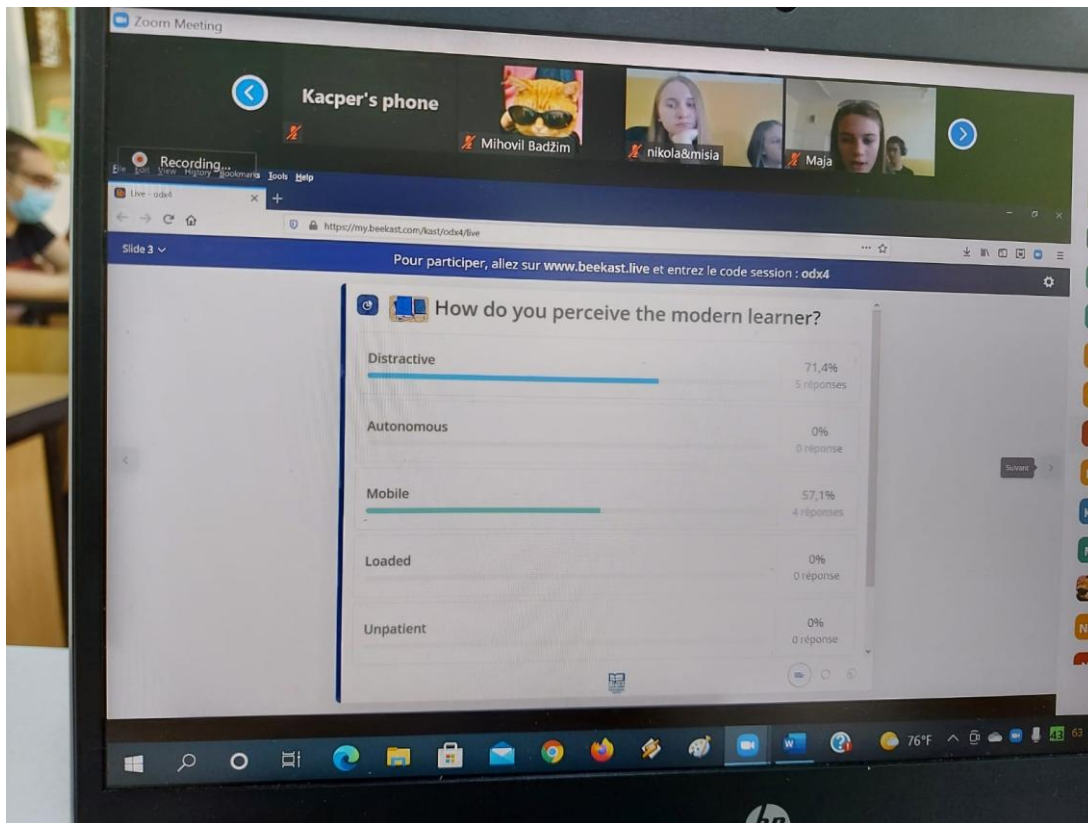 Zoom Meeting
Kacper's phone
Mihovil Badžim
nikola&misia
Maja
Recording...
File Edit View History Bookmarks Tools Help
Live - odx4
https://my.beekast.com/kast/odx4/live
Slide 3
Pour participer, allez sur www.beekast.live et entrez le code session : odx4
How do you perceive the modern learner?
Distractive
71,4%
5 réponses
Autonomous
0%
0 réponse
Mobile
57,1%
4 réponses
Loaded
0%
0 réponse
Unpatient
0%
0 réponse
Suivant
76°F
43
63
hp